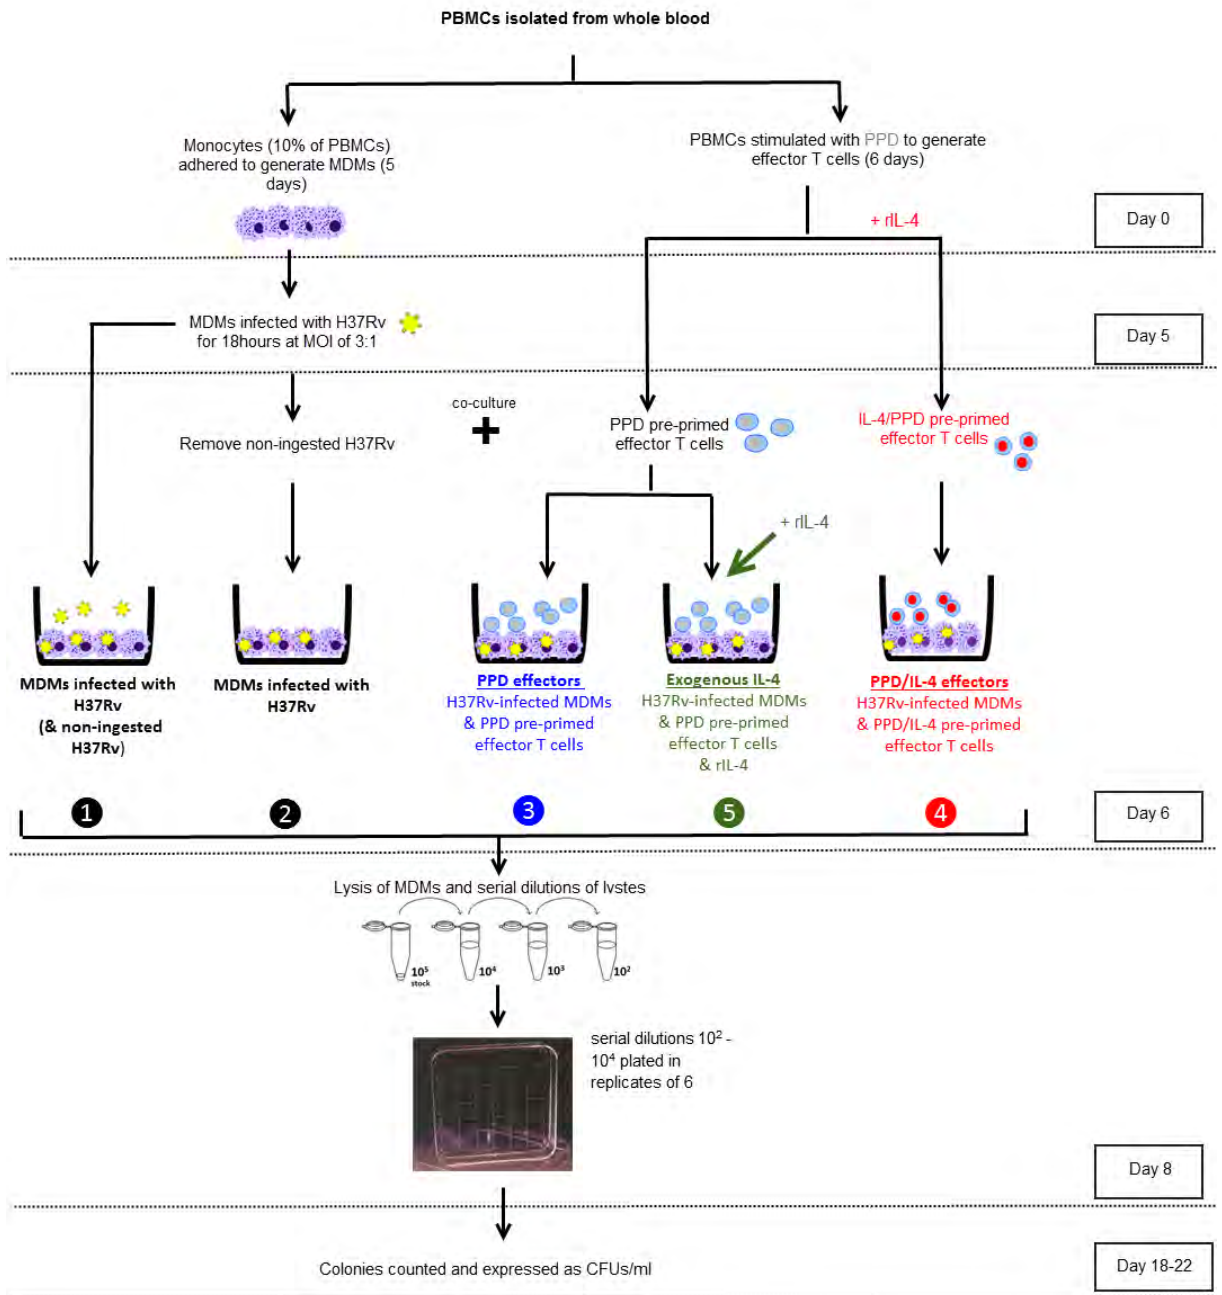 PBMCs isolated from whole blood
Monocytes (10% of PBMCs)
adhered to generate MDMs (5
days)
PBMCs stimulated with PPD to generate
effector T cells (6 days)
+ rIL-4
Day 0
MDMs infected with H37Rv
for 18hours at MOI of 3:1
Day 5
Remove non-ingested H37Rv
co-culture
+
PPD pre-primed
effector T cells
IL-4/PPD pre-primed
effector T cells
+ rIL-4
MDMs infected with
H37Rv
(& non-ingested
H37Rv)
MDMs infected with
H37Rv
PPD effectors
H37Rv-infected MDMs
& PPD pre-primed
effector T cells
Exogenous IL-4
H37Rv-infected MDMs
& PPD pre-primed
effector T cells
& rIL-4
PPD/IL-4 effectors
H37Rv-infected MDMs
& PPD/IL-4 pre-primed
effector T cells
1
2
3
5
4
Day 6
Lysis of MDMs and serial dilutions of lvstes
10⁵
stock
10⁴
10³
10²
serial dilutions 10² -
10⁴ plated in
replicates of 6
Day 8
Colonies counted and expressed as CFUs/ml
Day 18-22